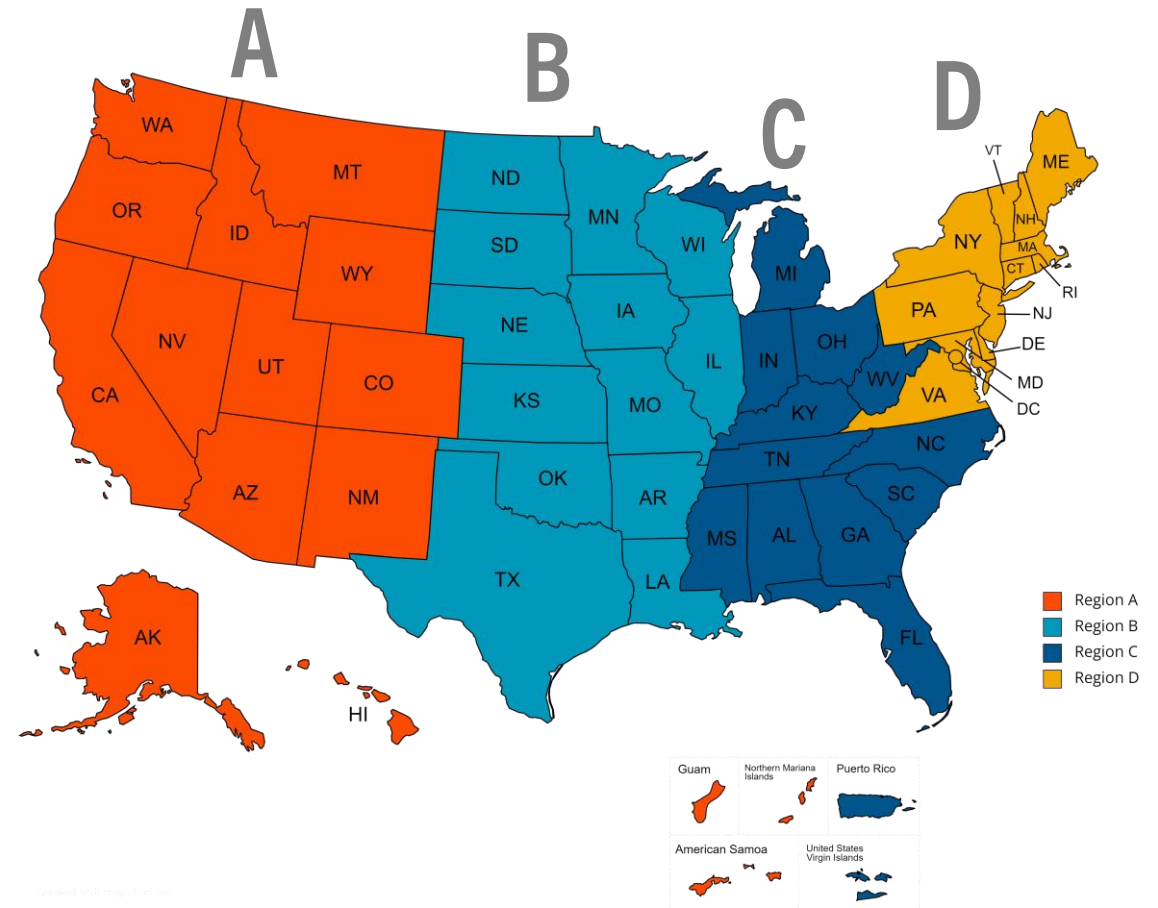 A
B
C
D
WA
OR
CA
NV
ID
MT
WY
UT
CO
AZ
NM
AK
HI
ND
SD
NE
KS
OK
TX
MN
IA
MO
AR
LA
WI
IL
MI
IN
OH
WV
KY
TN
NC
SC
MS
AL
GA
FL
VT
ME
NH
NY
MA
CT
RI
PA
NJ
DE
MD
DC
VA
Region A
Region B
Region C
Region D
Guam
Northern Mariana
Islands
Puerto Rico
American Samoa
United States
Virgin Islands